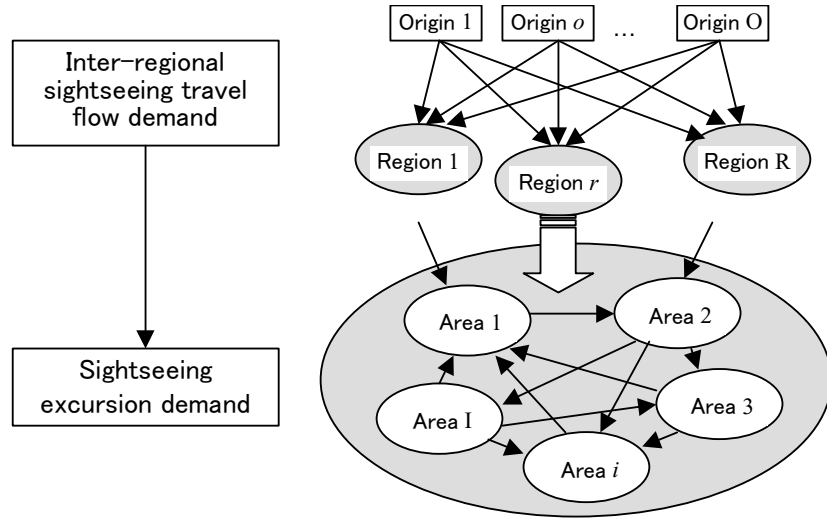 Inter-regional
sightseeing travel
flow demand
Sightseeing
excursion demand
Origin 1
Origin o
...
Origin O
Region 1
Region r
Region R
Area 1
Area 2
Area I
Area 3
Area i